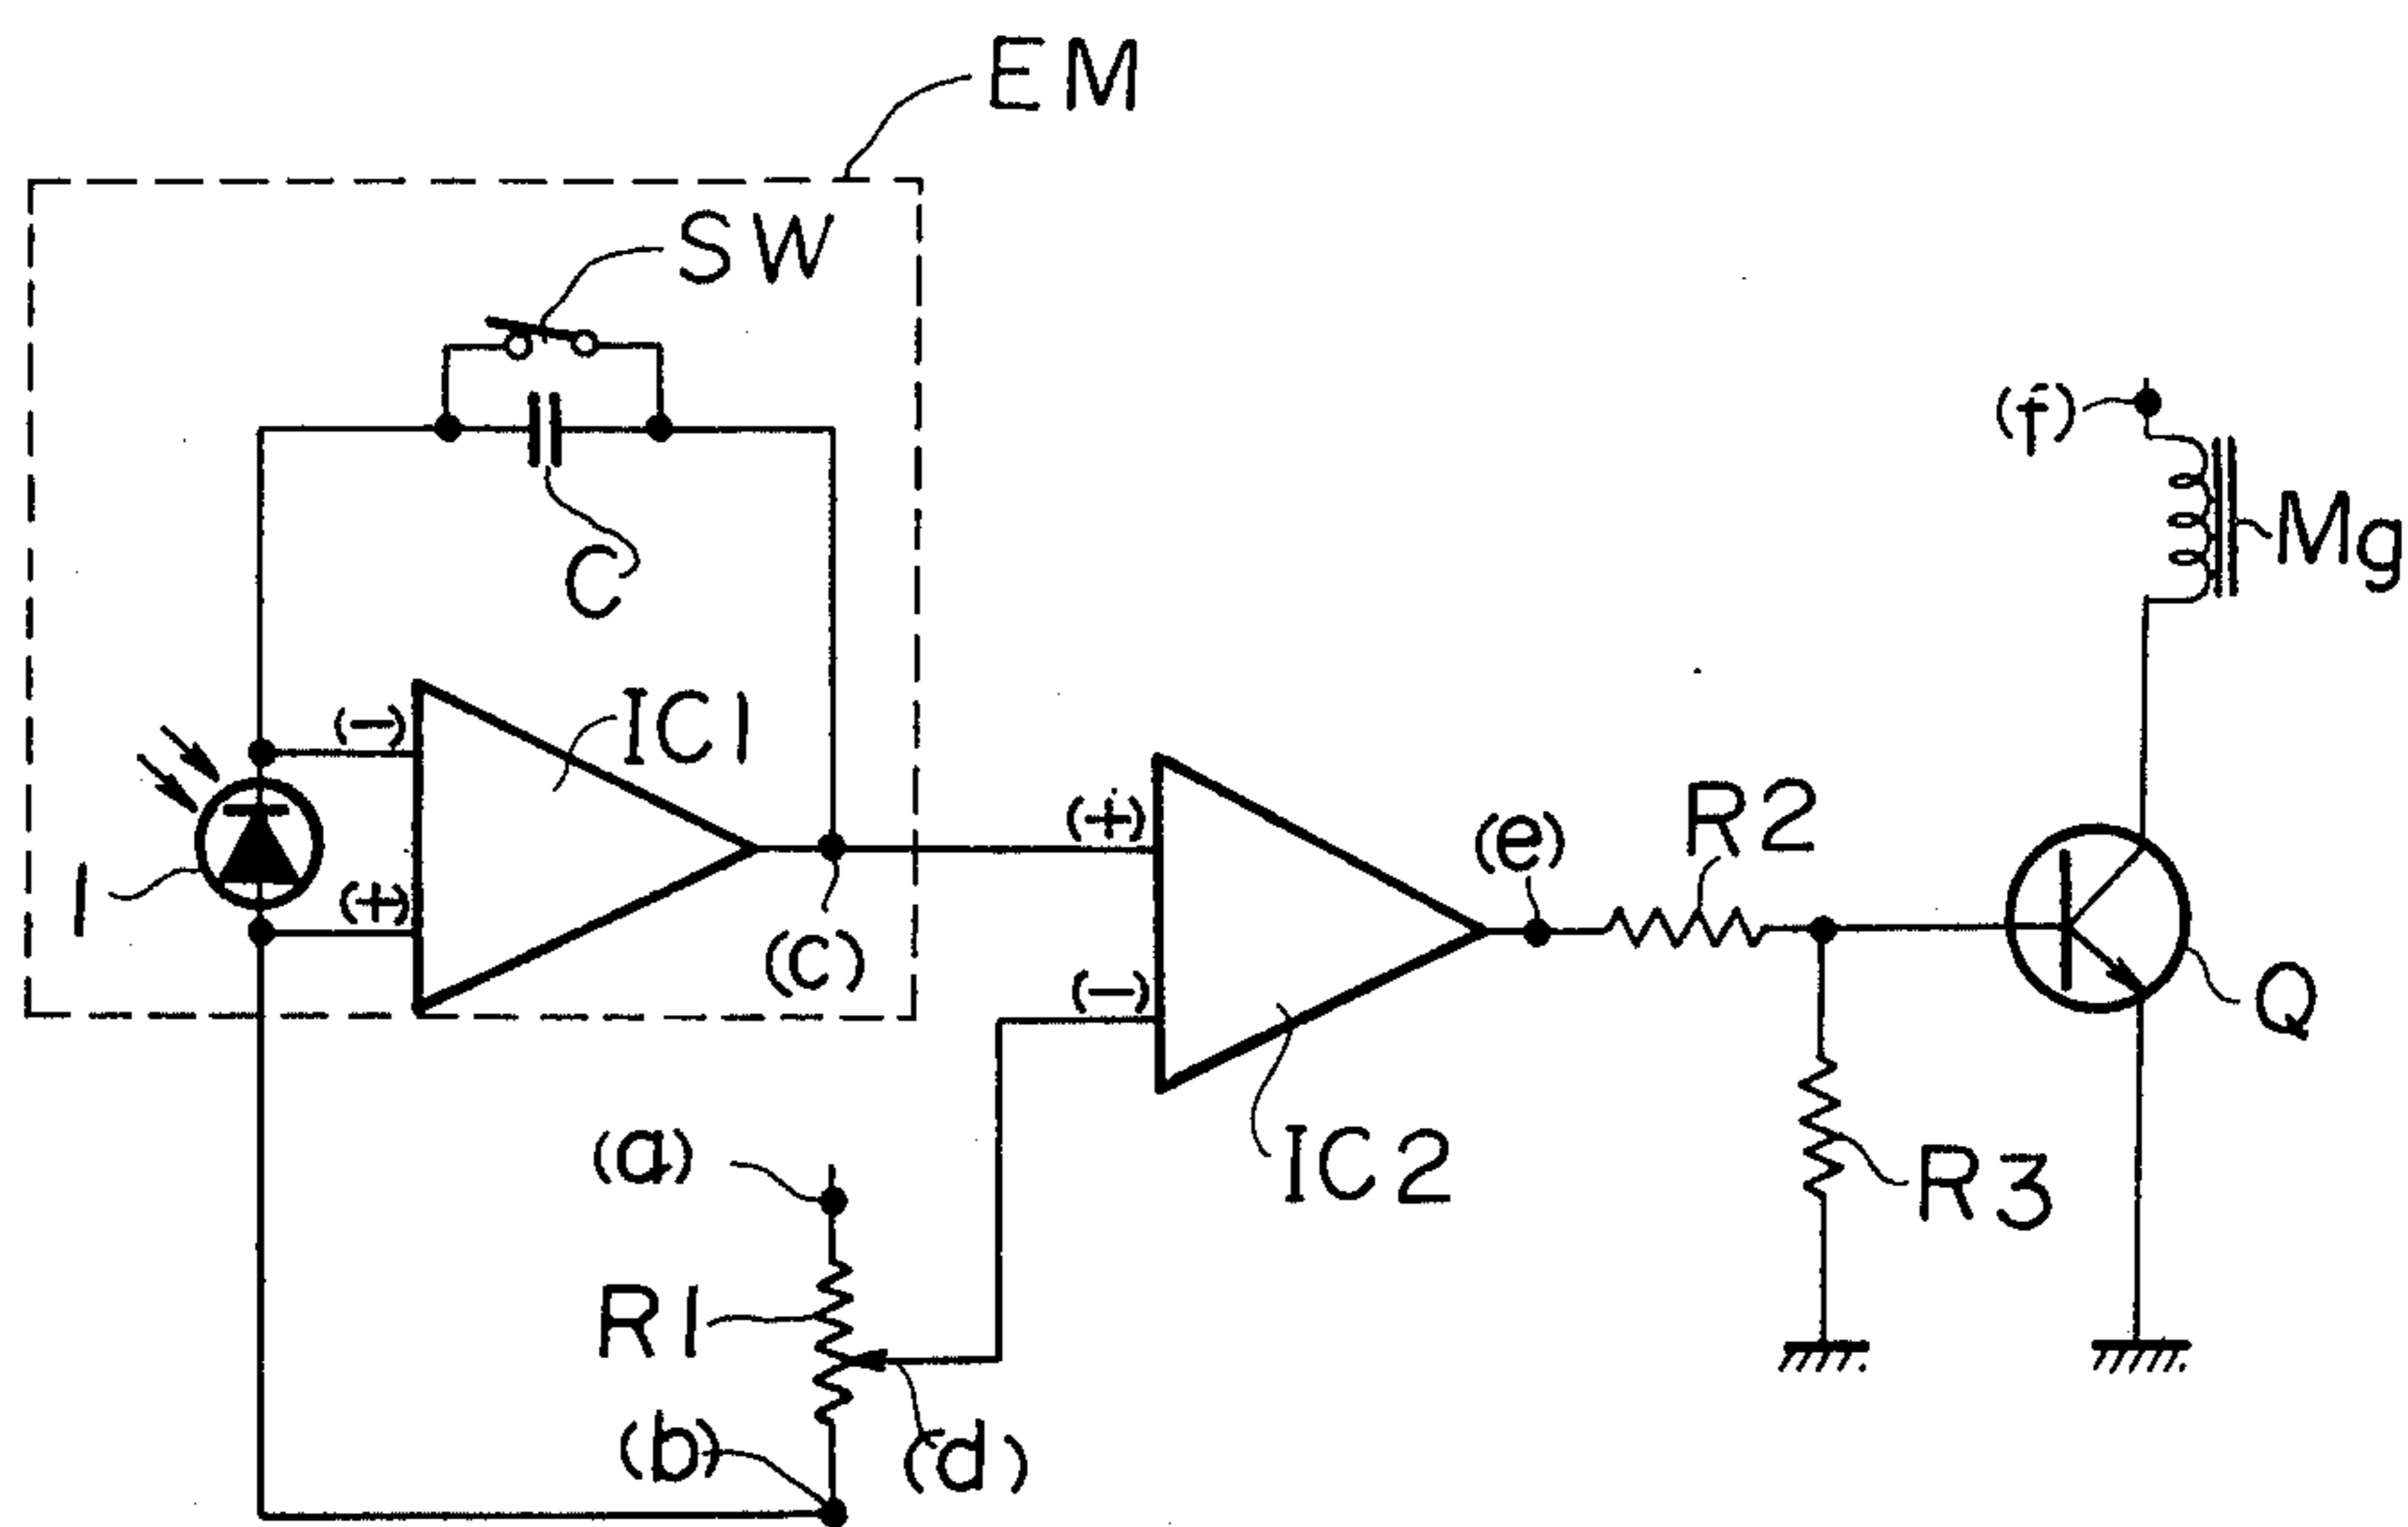 EM
SW
C
(f)
Mg
(-)
IC1
(+)
1
(c)
(+)
(-)
(e)
R2
Q
IC2
R3
(a)
R1
(b)
(d)